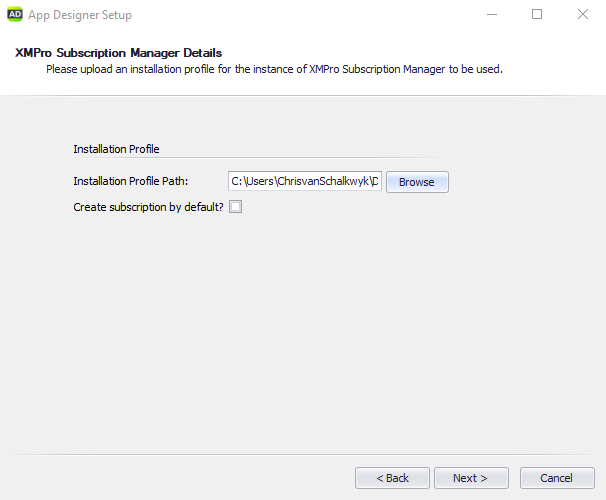 AD App Designer Setup
XMPro Subscription Manager Details
Please upload an installation profile for the instance of XMPro Subscription Manager to be used.
Installation Profile
Installation Profile Path: C:\Users\ChrisvanSchalkwyk\D Browse
Create subscription by default?
< Back Next > Cancel